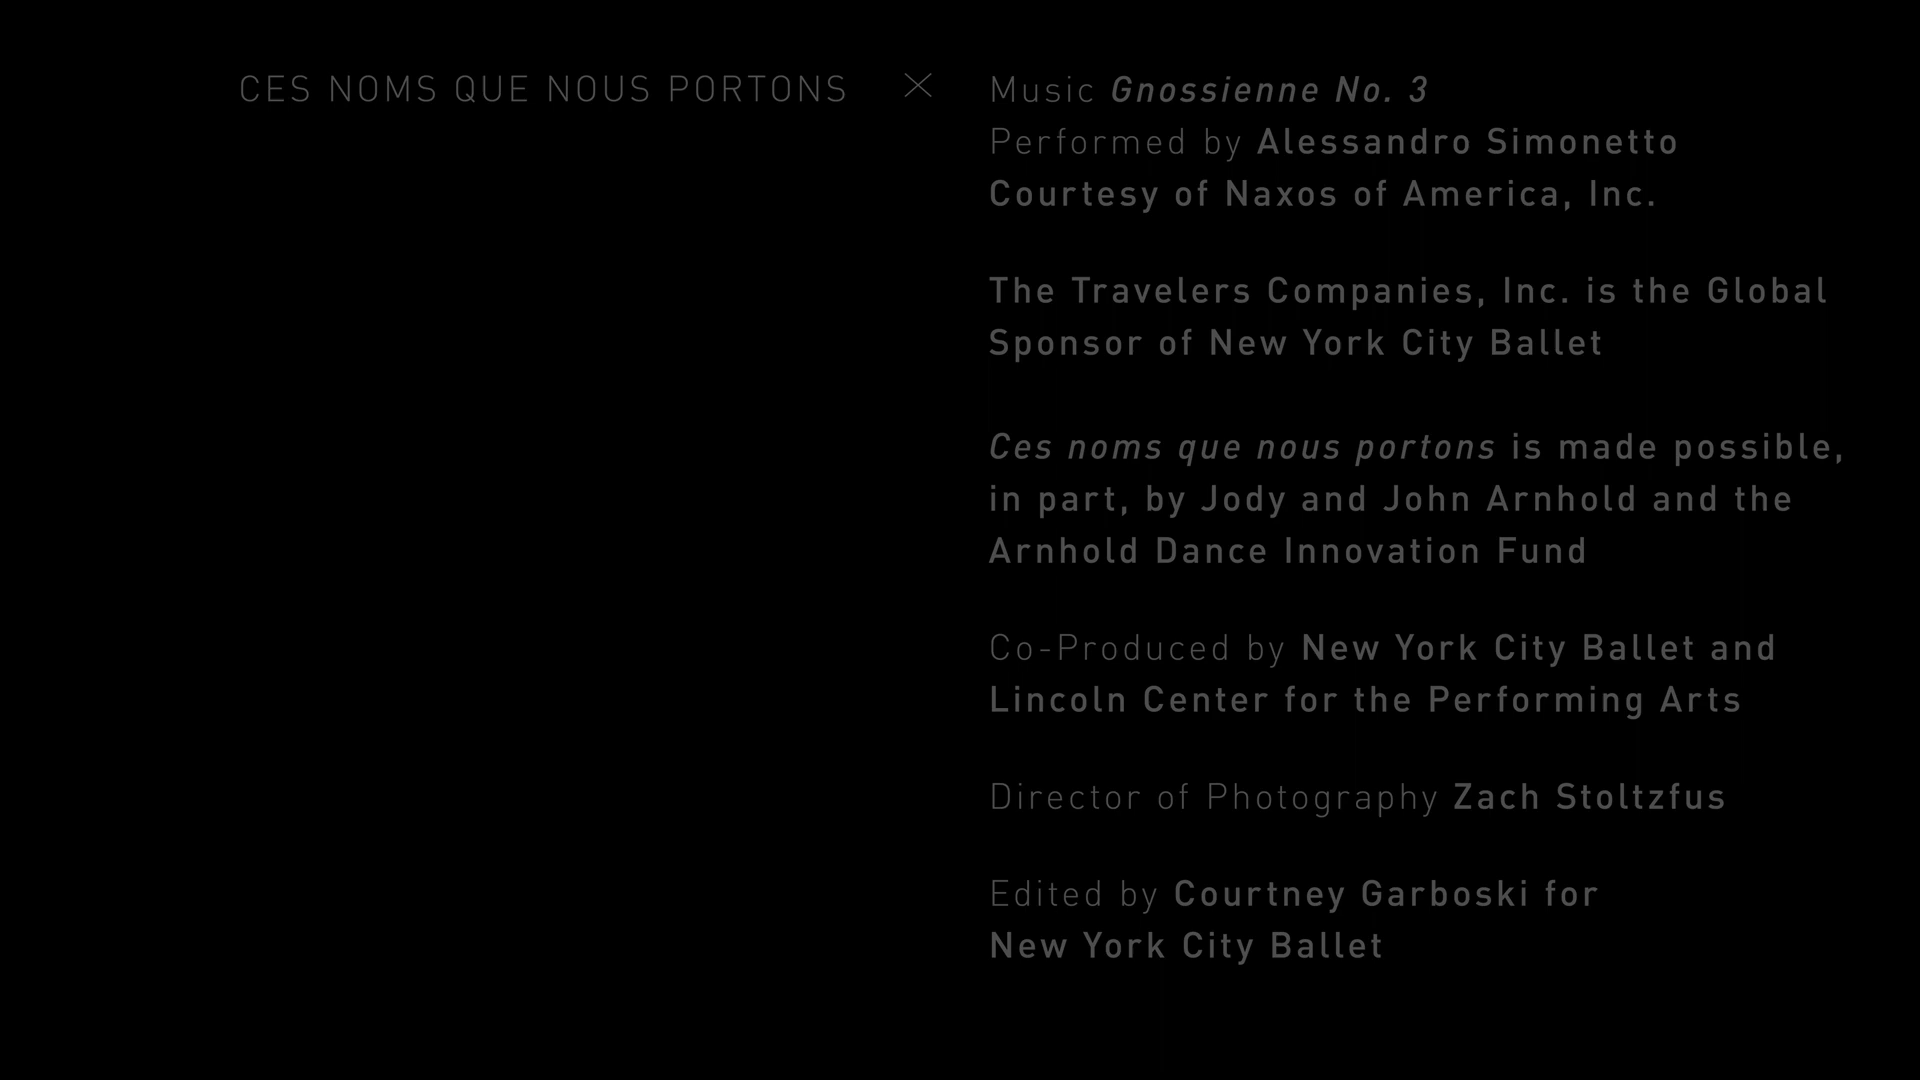 CES NOMS QUE NOUS PORTONS
Music Gnossienne No. 3
Performed by Alessandro Simonetto
Courtesy of Naxos of America, Inc.
The Travelers Companies, Inc. is the Global
Sponsor of New York City Ballet
Ces noms que nous portons is made possible,
in part, by Jody and John Arnhold and the
Arnhold Dance Innovation Fund
Co-Produced by New York City Ballet and
Lincoln Center for the Performing Arts
Director of Photography Zach Stoltzfus
Edited by Courtney Garboski for
New York City Ballet